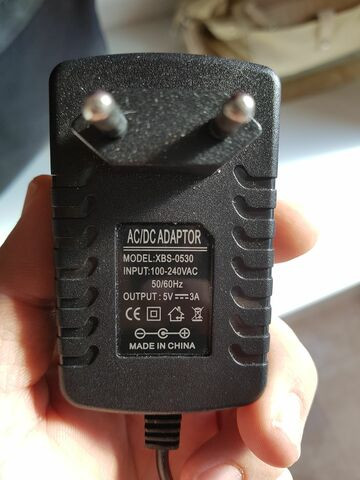 AC/DC ADAPTOR
MODEL:XBS-0530
INPUT:100-240VAC
50/60Hz
OUTPUT : 5V⎓3A
CE
MADE IN CHINA